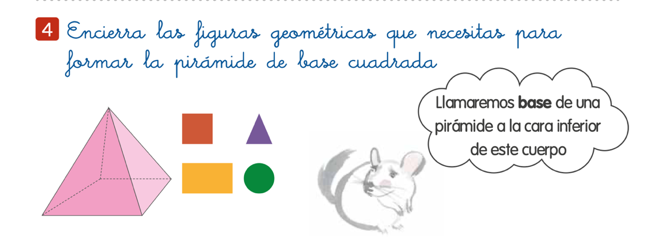 4 Encierra las figuras geométricas que necesitas para
formar la pirámide de base cuadrada
Llamaremos base de una
pirámide a la cara inferior
de este cuerpo